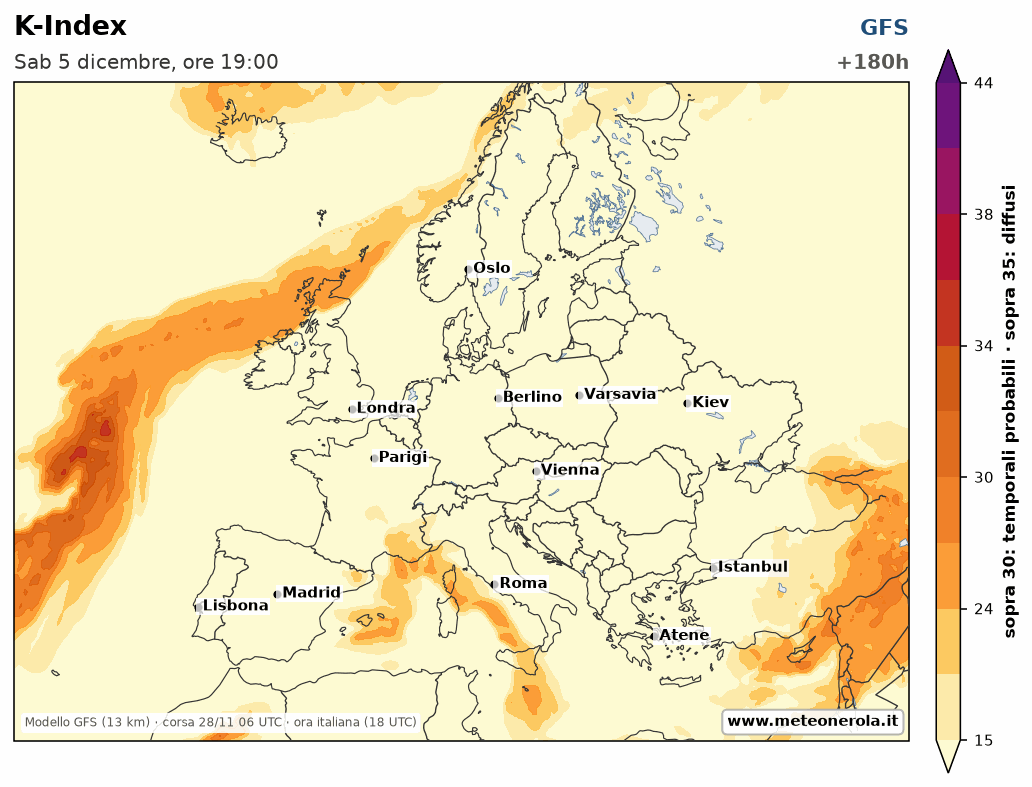 K-Index
GFS
Sab 5 dicembre, ore 19:00
+180h
44
38
34
30
24
15
sopra 30: temporali probabili · sopra 35: diffusi
Oslo
Berlino
Varsavia
Kiev
Londra
Parigi
Vienna
Istanbul
Roma
Madrid
Lisbona
Atene
Modello GFS (13 km) · corsa 28/11 06 UTC · ora italiana (18 UTC)
www.meteonerola.it